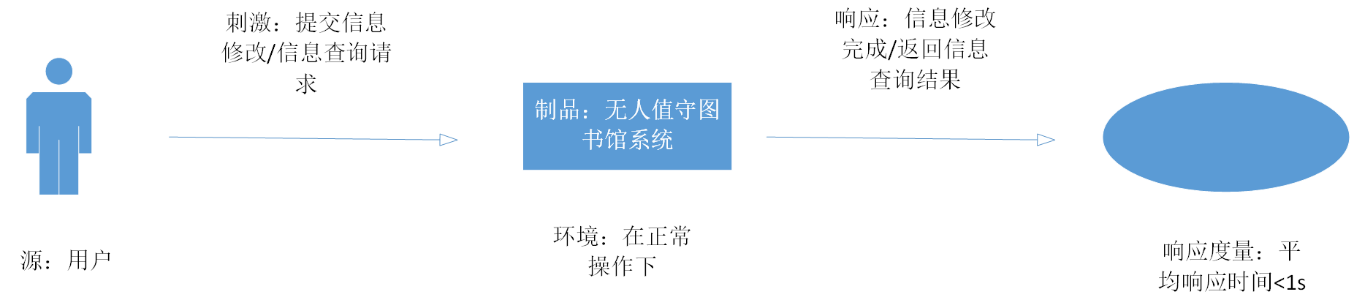 刺激：提交信息
修改/信息查询请
求
响应：信息修改
完成/返回信息
查询结果
制品：无人值守图
书馆系统
源：用户
环境：在正常
操作下
响应度量：平
均响应时间<1s